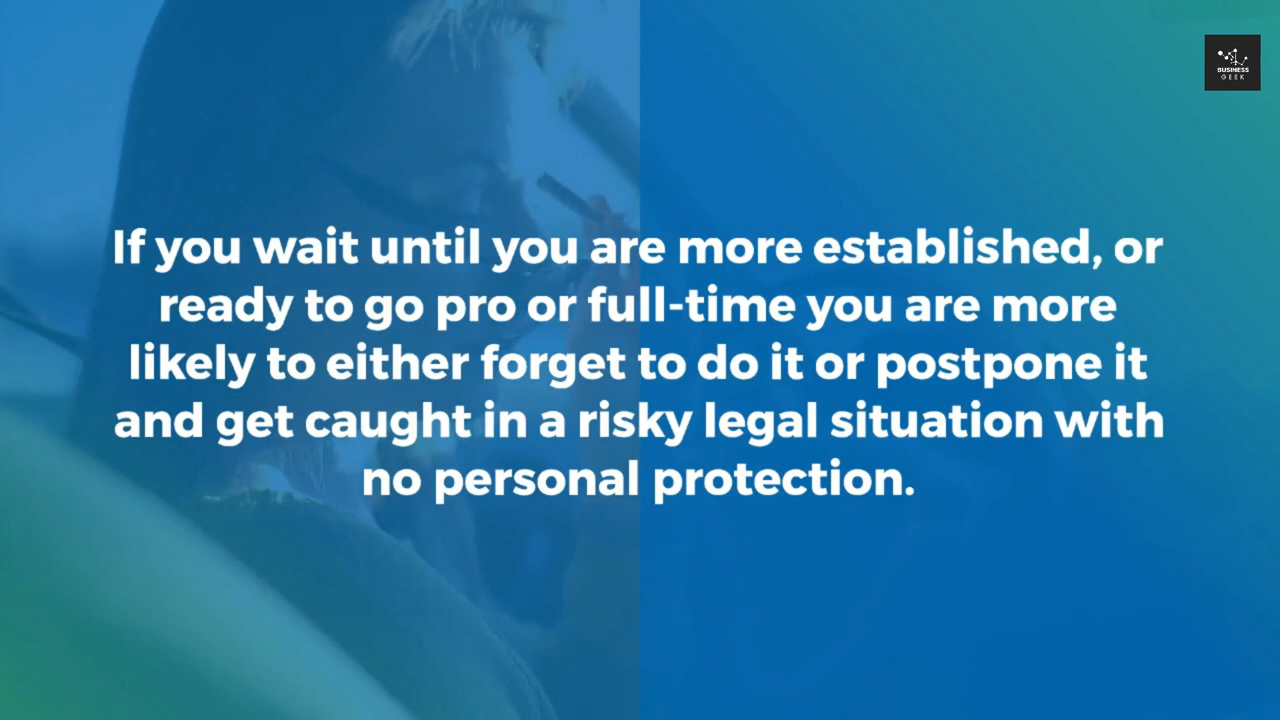 BUSINESS
GEEK
If you wait until you are more established, or
ready to go pro or full-time you are more
likely to either forget to do it or postpone it
and get caught in a risky legal situation with
no personal protection.